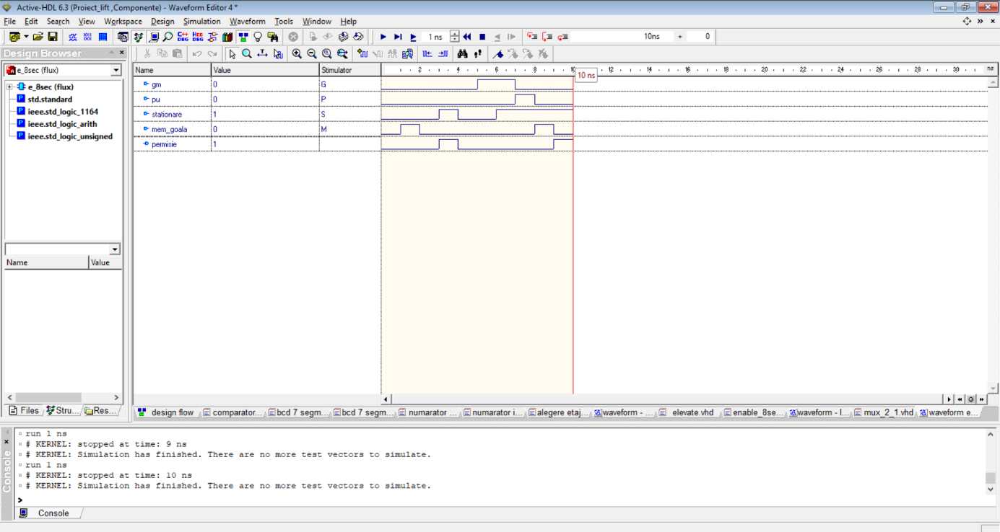 Active-HDL 6.3 (Proiect_lift ,Componente) - Waveform Editor 4 *
File Edit Search View Workspace Design Simulation Waveform Tools Window Help
1 ns 10ns + 0
Design Browser
e_8sec (flux)
e_8sec (flux)
std.standard
ieee.std_logic_1164
ieee.std_logic_arith
ieee.std_logic_unsigned
Name Value
Files Stru... Res...
Name Value Stimulator 2 4 6 8 10 12 14 16 18 20 22 24 26 28 30 ns
10 ns
gm 0 G
pu 0 P
stationare 1 S
mem_goala 0 M
permisie 1
design flow comparator... bcd 7 segm... bcd 7 segm... numarator ... numarator i... alegere etaj... waveform - ... elevate.vhd enable_8se... waveform - l... mux_2_1.vhd waveform e...
run 1 ns
# KERNEL: stopped at time: 9 ns
# KERNEL: Simulation has finished. There are no more test vectors to simulate.
run 1 ns
# KERNEL: stopped at time: 10 ns
# KERNEL: Simulation has finished. There are no more test vectors to simulate.
>
Console
Console